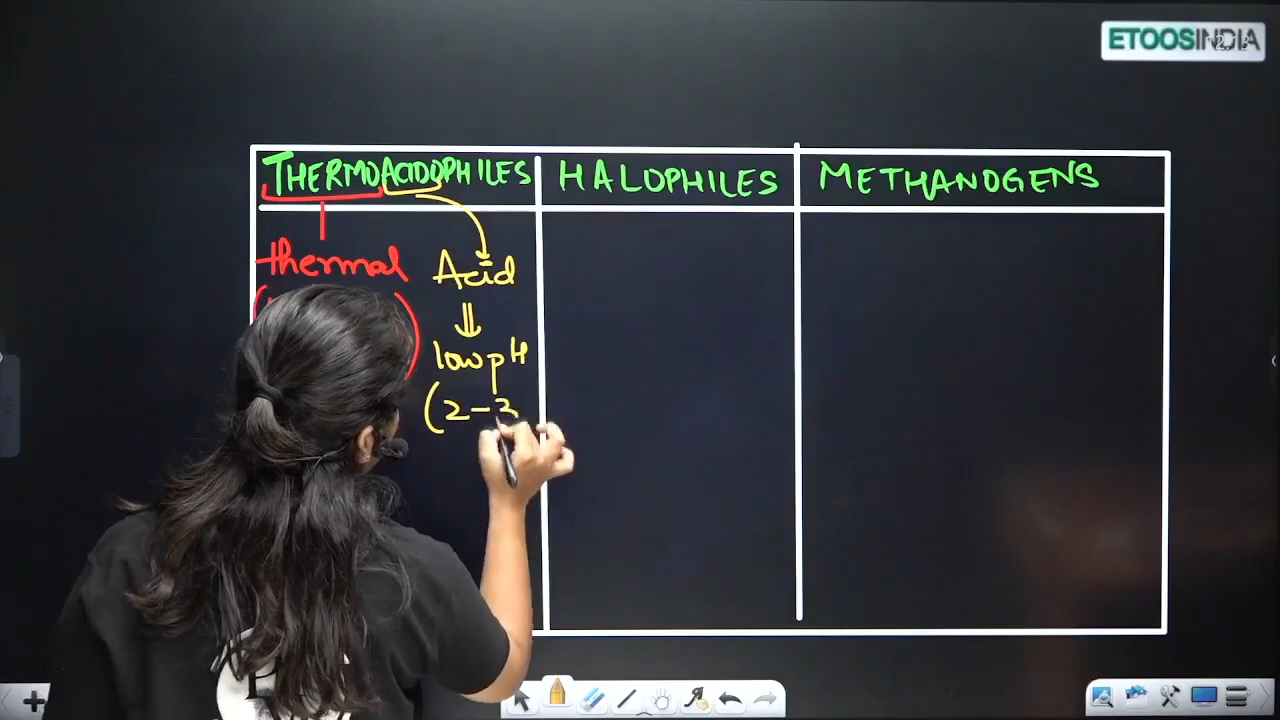 ETOOSINDIA
THERMOACIDOPHILES HALOPHILES METHANOGENS
thermal Acid
low pH
(2-3